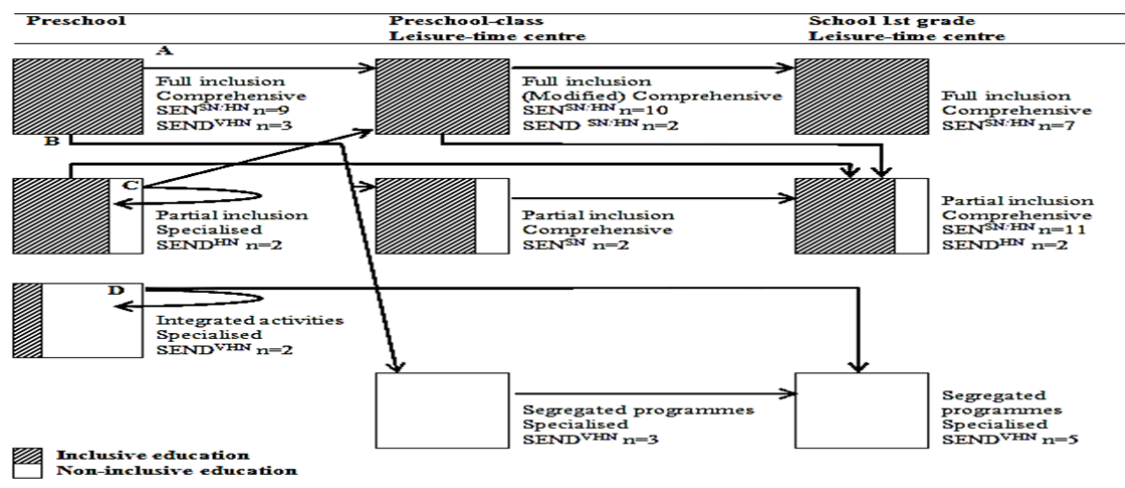 Preschool
Preschool-class
Leisure-time centre
School 1st grade
Leisure-time centre
A
Full inclusion
Comprehensive
SEN^SN/HN n=9
SEND^VHN n=3
Full inclusion
(Modified) Comprehensive
SEN^SN/HN n=10
SEND ^SN/HN n=2
Full inclusion
Comprehensive
SEN^SN/HN n=7
B
C
Partial inclusion
Specialised
SEND^HN n=2
Partial inclusion
Comprehensive
SEN^SN n=2
Partial inclusion
Comprehensive
SEN^SN/HN n=11
SEND^HN n=2
D
Integrated activities
Specialised
SEND^VHN n=2
Segregated programmes
Specialised
SEND^VHN n=3
Segregated
programmes
Specialised
SEND^VHN n=5
Inclusive education
Non-inclusive education